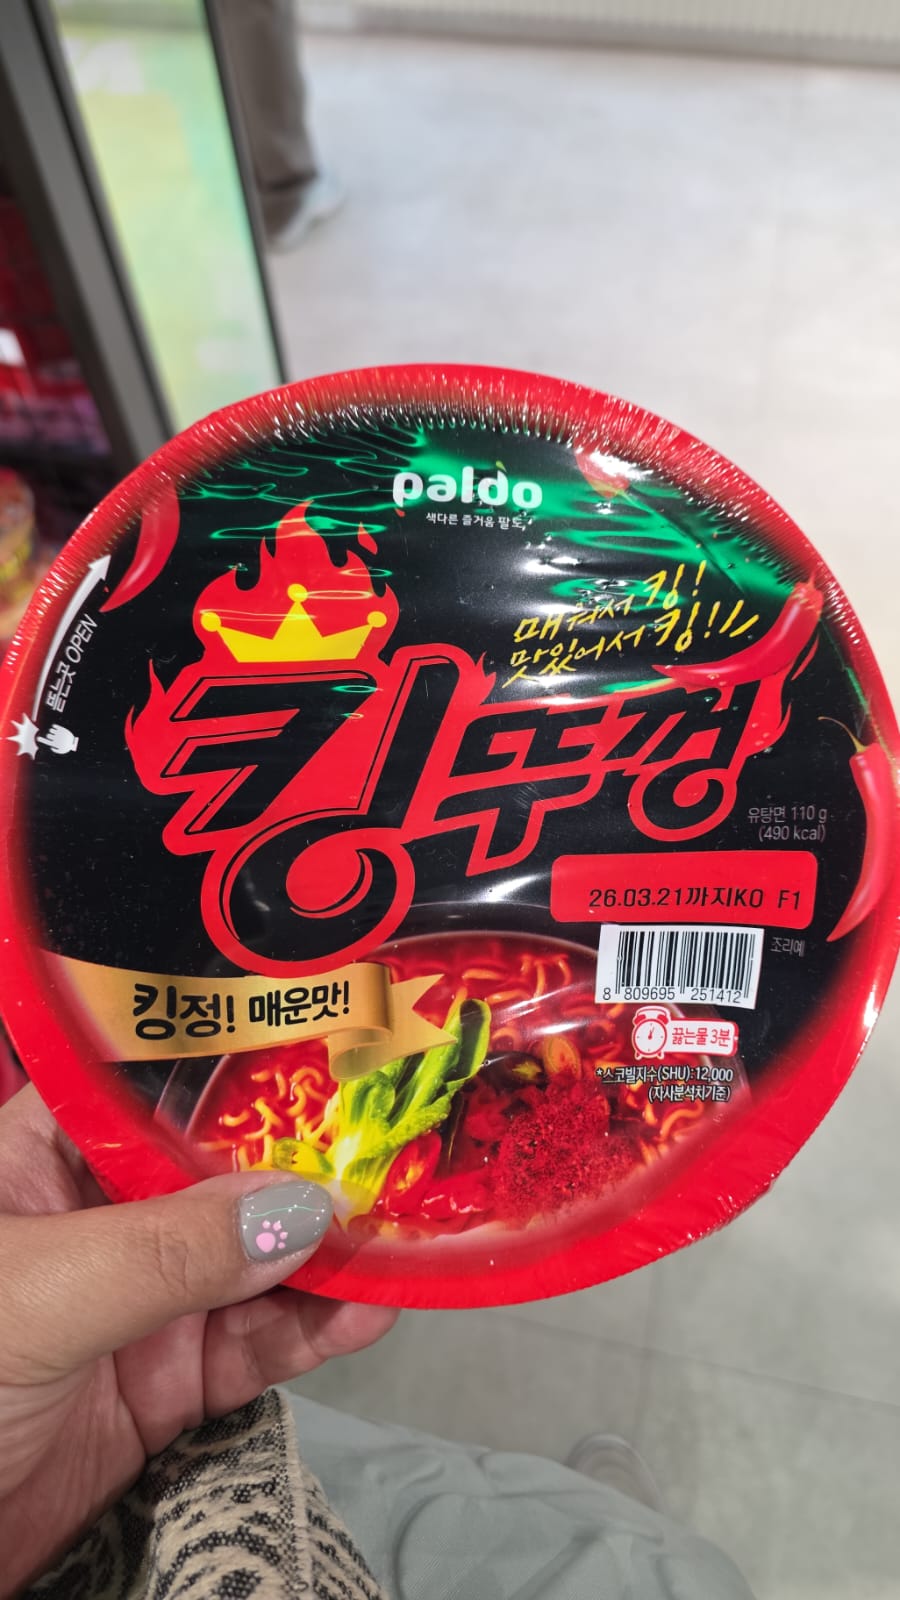 paldo
색다른 즐거움 팔도
매워서 킹!
맛있어서 킹!!
뜯는곳 OPEN
킹뚜껑
유탕면 110 g
(490 kcal)
26.03.21까지KO F1
8 809695 251412
조리예
킹정! 매운맛!
끓는물 3분
*스코빌지수(SHU):12,000
(자사분석치기준)